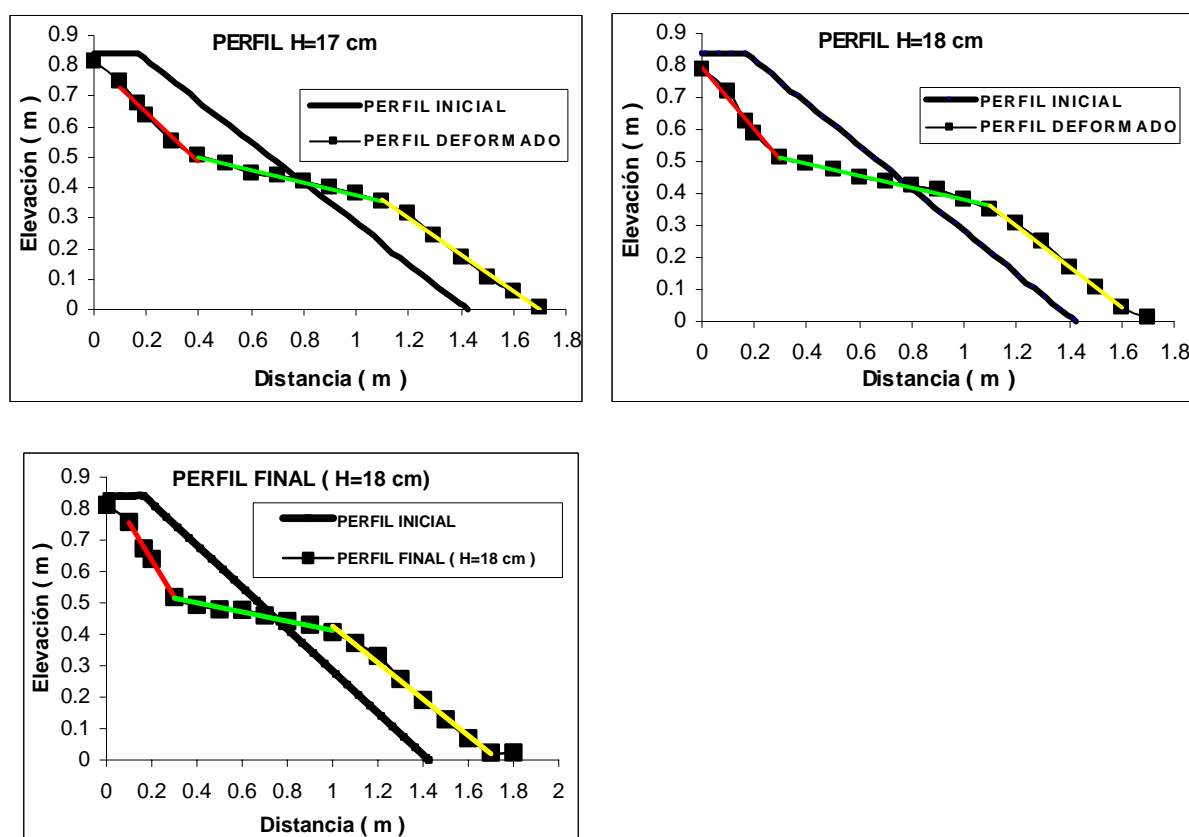 PERFIL H=17 cm
PERFIL INICIAL
PERFIL DEFORMADO
Elevación ( m )
0.9
0.8
0.7
0.6
0.5
0.4
0.3
0.2
0.1
0
0 0.2 0.4 0.6 0.8 1 1.2 1.4 1.6 1.8
Distancia ( m )
PERFIL H=18 cm
PERFIL INICIAL
PERFIL DEFORMADO
Elevación ( m )
0.9
0.8
0.7
0.6
0.5
0.4
0.3
0.2
0.1
0
0 0.2 0.4 0.6 0.8 1 1.2 1.4 1.6 1.8
Distancia ( m )
PERFIL FINAL ( H=18 cm)
PERFIL INICIAL
PERFIL FINAL ( H=18 cm )
Elevación ( m )
0.9
0.8
0.7
0.6
0.5
0.4
0.3
0.2
0.1
0
0 0.2 0.4 0.6 0.8 1 1.2 1.4 1.6 1.8 2
Distancia ( m )